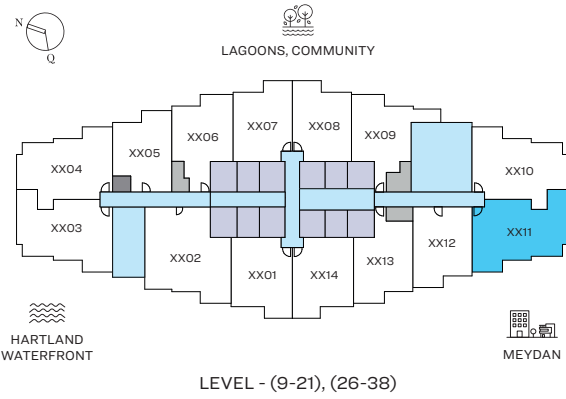 N
Q
LAGOONS, COMMUNITY
XX07
XX08
XX06
XX09
XX05
XX04
XX10
XX03
XX11
XX12
XX02
XX13
XX01
XX14
HARTLAND
WATERFRONT
MEYDAN
LEVEL - (9-21), (26-38)